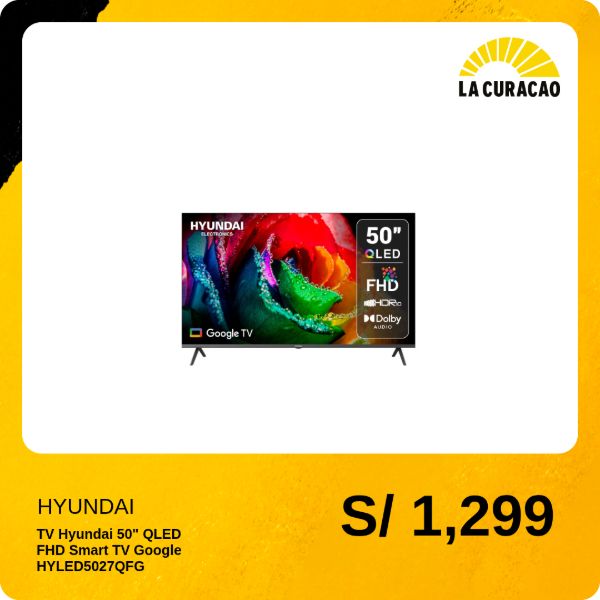 LA CURACAO
HYUNDAI
ELECTRONICS
50"
QLED
FHD
HDR10
Dolby
AUDIO
Google TV
HYUNDAI
S/ 1,299
TV Hyundai 50" QLED
FHD Smart TV Google
HYLED5027QFG